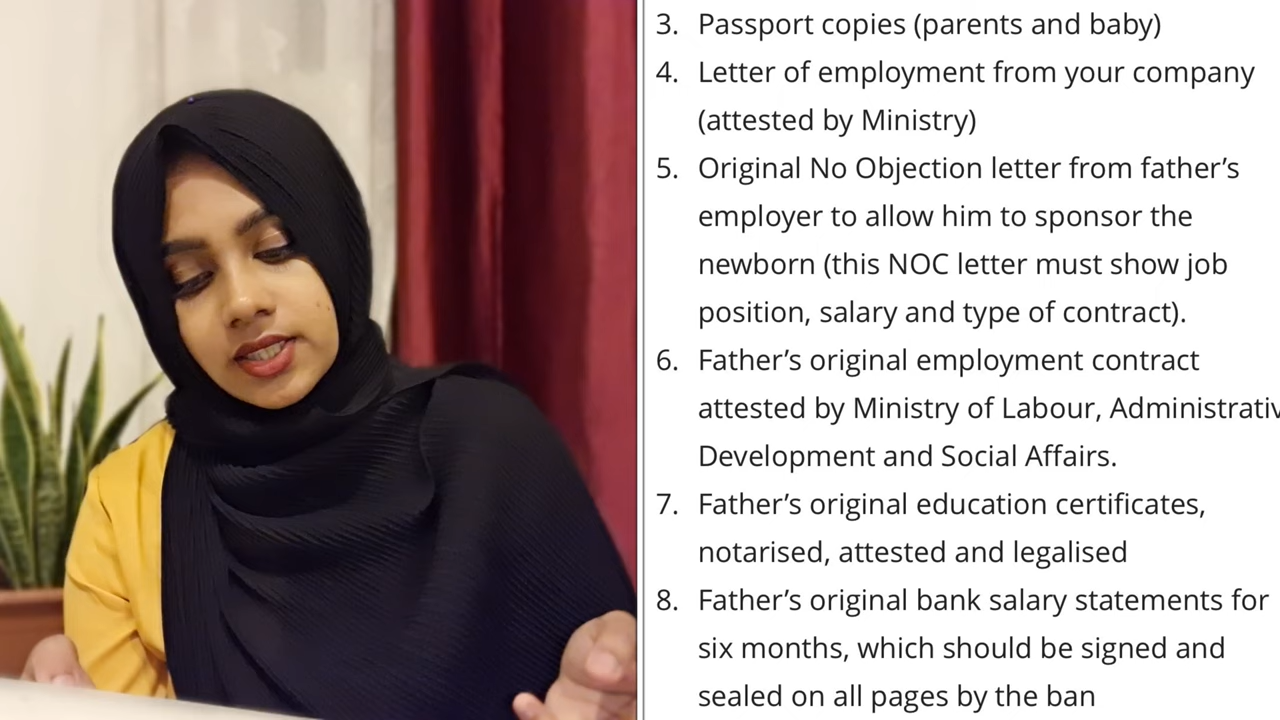 3. Passport copies (parents and baby)
4. Letter of employment from your company
(attested by Ministry)
5. Original No Objection letter from father’s
employer to allow him to sponsor the
newborn (this NOC letter must show job
position, salary and type of contract).
6. Father’s original employment contract
attested by Ministry of Labour, Administrativ
Development and Social Affairs.
7. Father’s original education certificates,
notarised, attested and legalised
8. Father’s original bank salary statements for
six months, which should be signed and
sealed on all pages by the ban